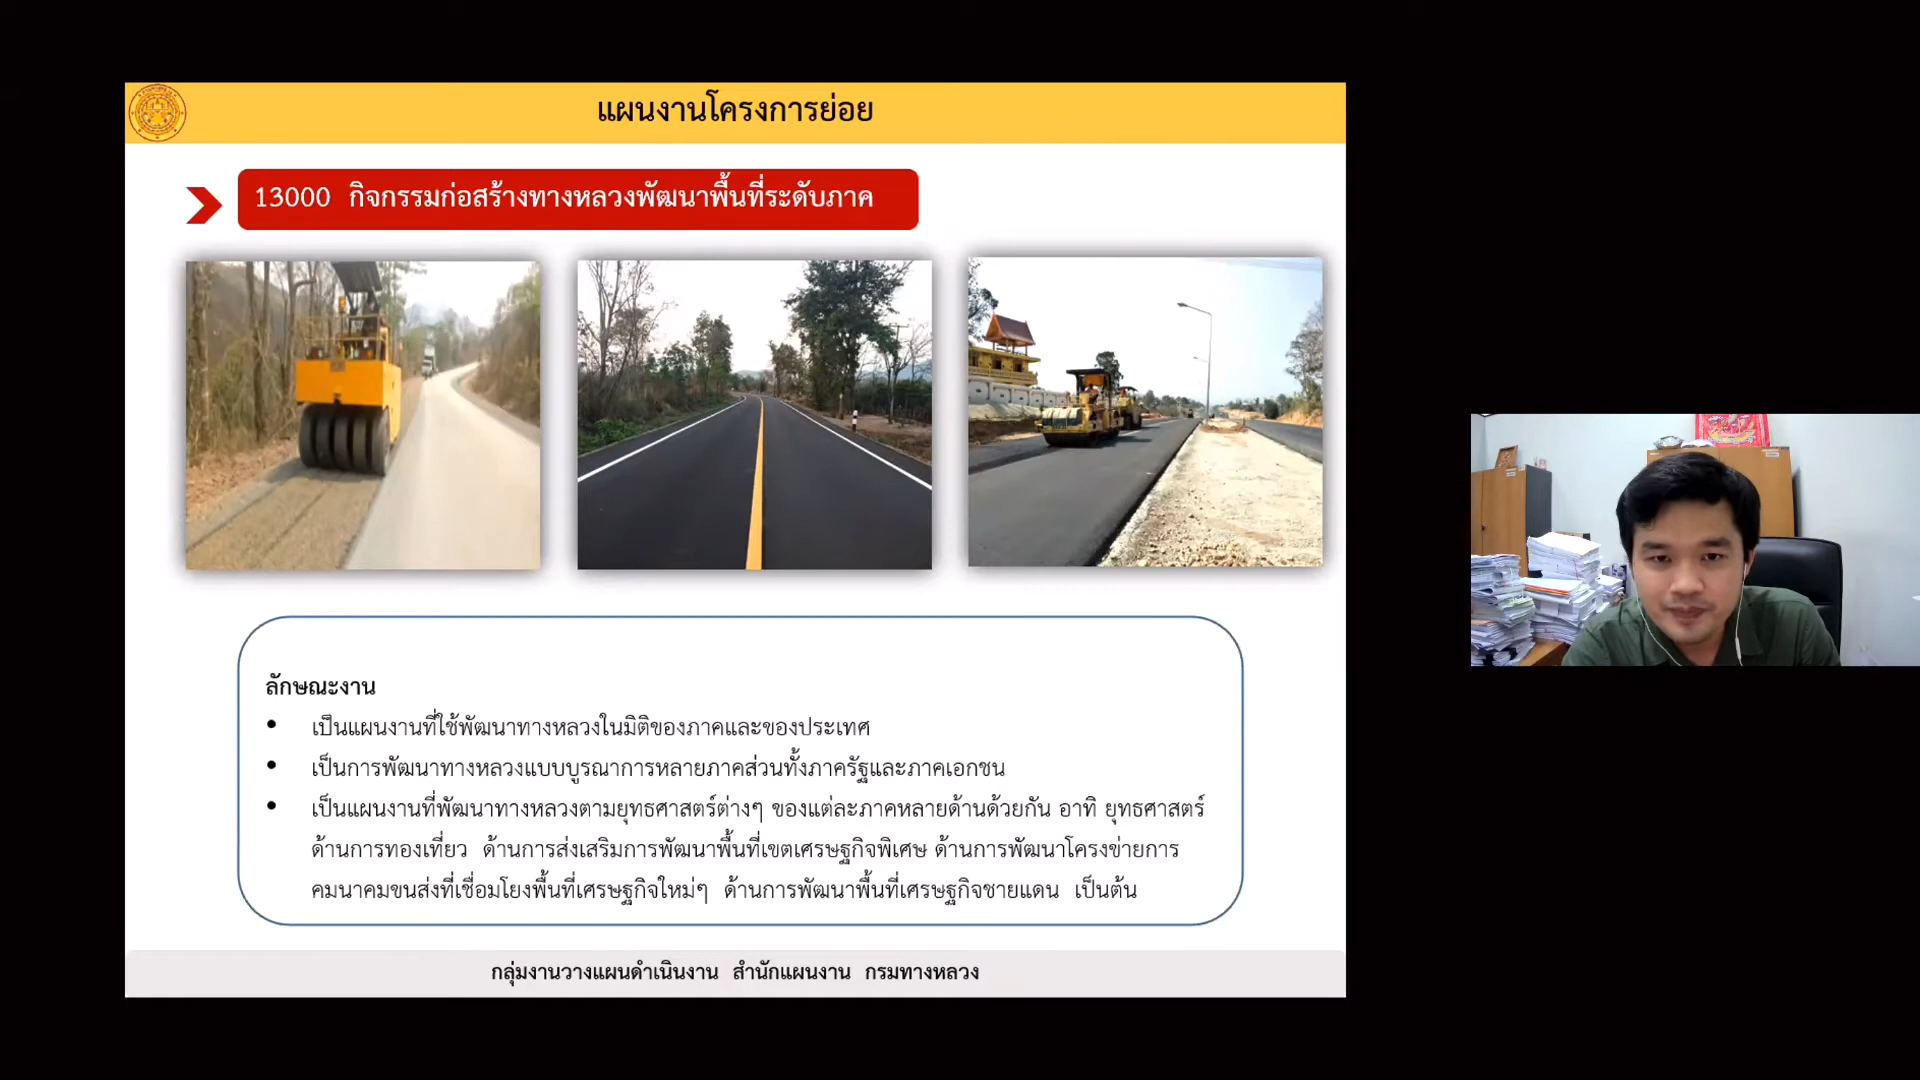 แผนงานโครงการย่อย
13000 กิจกรรมก่อสร้างทางหลวงพัฒนาพื้นที่ระดับภาค
ลักษณะงาน
• เป็นแผนงานที่ใช้พัฒนาทางหลวงในมิติของภาคและของประเทศ
• เป็นการพัฒนาทางหลวงแบบบูรณาการหลายภาคส่วนทั้งภาครัฐและภาคเอกชน
• เป็นแผนงานที่พัฒนาทางหลวงตามยุทธศาสตร์ต่างๆ ของแต่ละภาคหลายด้านด้วยกัน อาทิ ยุทธศาสตร์
ด้านการทองเที่ยว ด้านการส่งเสริมการพัฒนาพื้นที่เขตเศรษฐกิจพิเศษ ด้านการพัฒนาโครงข่ายการ
คมนาคมขนส่งที่เชื่อมโยงพื้นที่เศรษฐกิจใหม่ๆ ด้านการพัฒนาพื้นที่เศรษฐกิจชายแดน เป็นต้น
กลุ่มงานวางแผนดำเนินงาน สำนักแผนงาน กรมทางหลวง